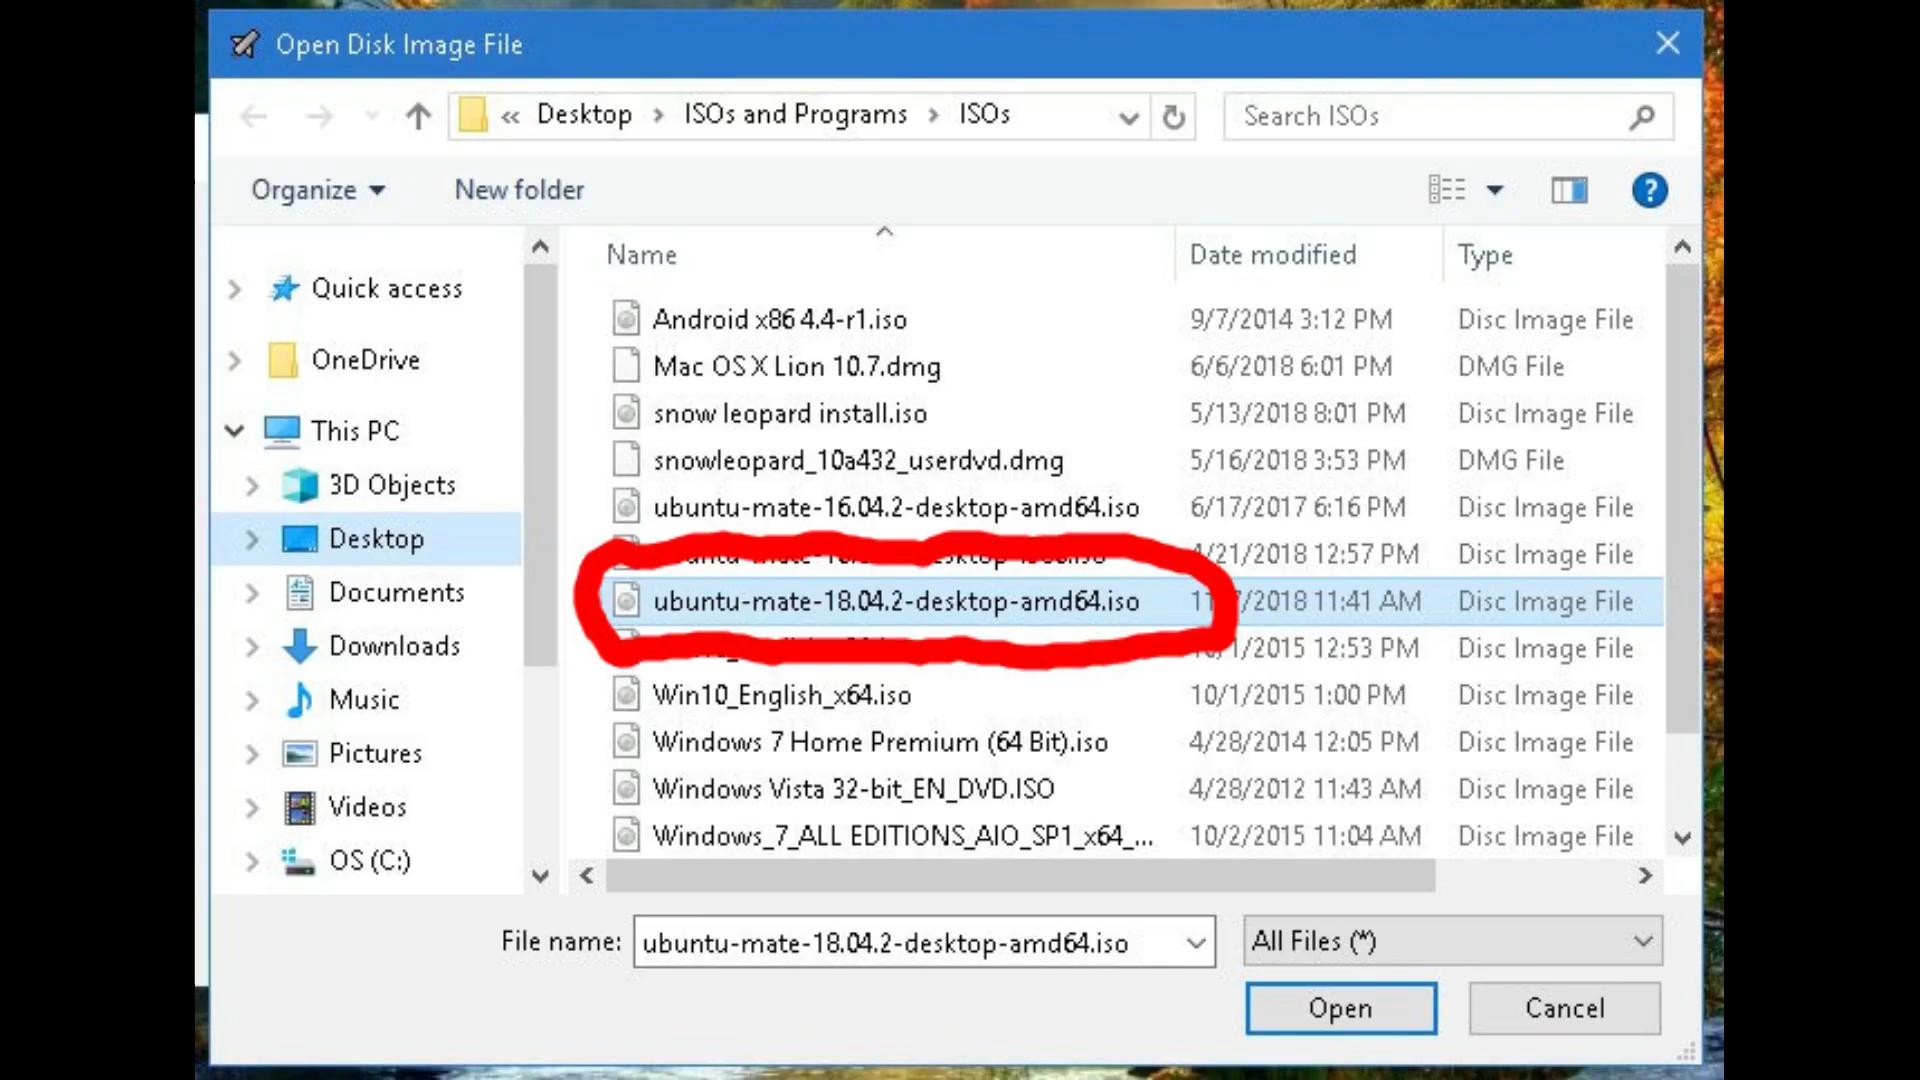 Open Disk Image File
« Desktop > ISOs and Programs > ISOs
Search ISOs
Organize
New folder
?
Name
Date modified
Type
Quick access
OneDrive
This PC
3D Objects
Desktop
Documents
Downloads
Music
Pictures
Videos
OS (C:)
Android x86 4.4-r1.iso 9/7/2014 3:12 PM Disc Image File
Mac OS X Lion 10.7.dmg 6/6/2018 6:01 PM DMG File
snow leopard install.iso 5/13/2018 8:01 PM Disc Image File
snowleopard_10a432_userdvd.dmg 5/16/2018 3:53 PM DMG File
ubuntu-mate-16.04.2-desktop-amd64.iso 6/17/2017 6:16 PM Disc Image File
12:57 PM Disc Image File
ubuntu-mate-18.04.2-desktop-amd64.iso 11:41 AM Disc Image File
12:53 PM Disc Image File
Win10_English_x64.iso 10/1/2015 1:00 PM Disc Image File
Windows 7 Home Premium (64 Bit).iso 4/28/2014 12:05 PM Disc Image File
Windows Vista 32-bit_EN_DVD.ISO 4/28/2012 11:43 AM Disc Image File
Windows_7_ALL EDITIONS_AIO_SP1_x64_... 10/2/2015 11:04 AM Disc Image File
File name: ubuntu-mate-18.04.2-desktop-amd64.iso
All Files (*)
Open
Cancel